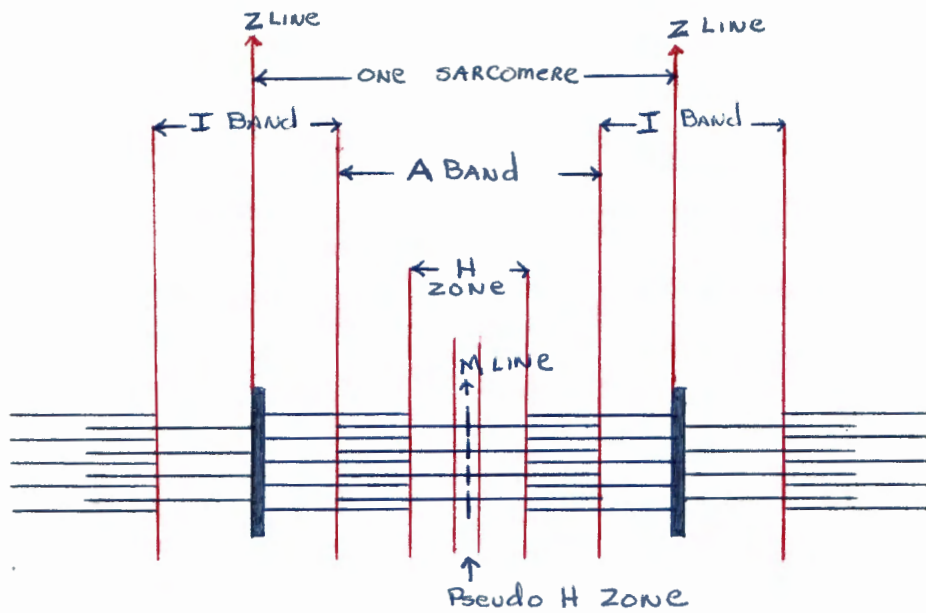 Z LINE
Z LINE
ONE SARCOMERE
I BAND
I BAND
A BAND
H
ZONE
M LINE
PSEUDO H ZONE